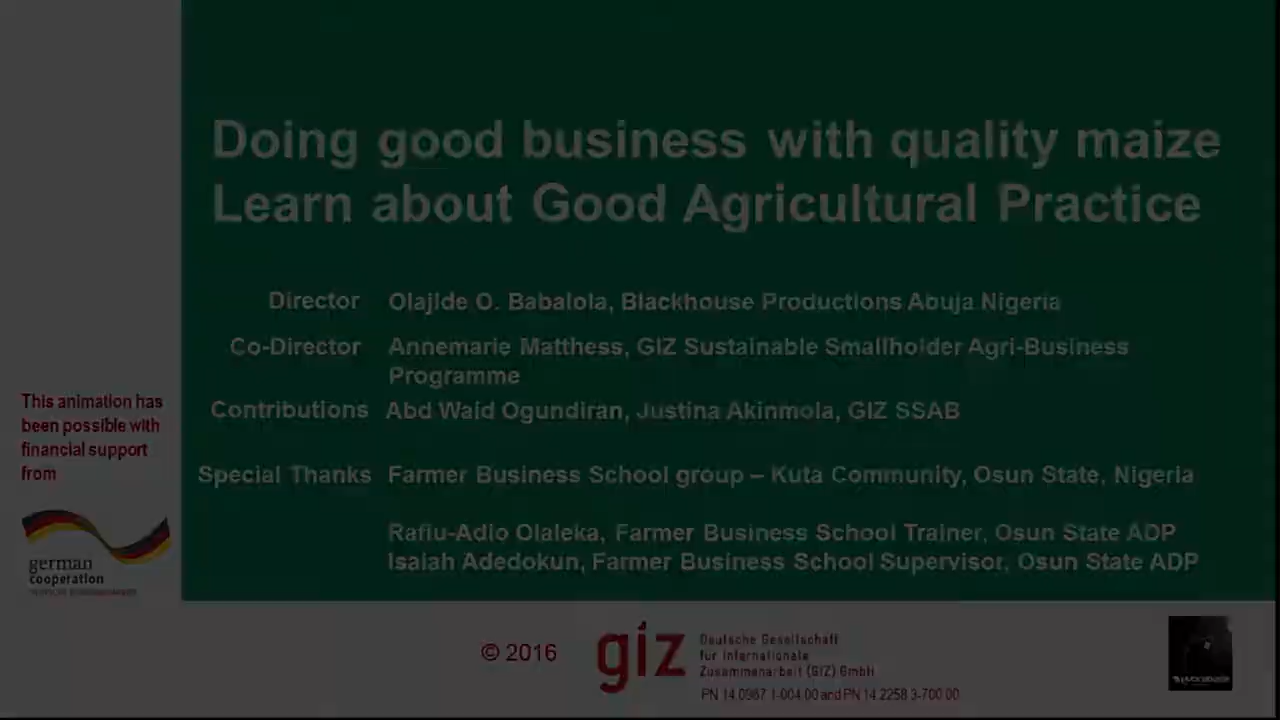 Doing good business with quality maize
Learn about Good Agricultural Practice
Director Olajide O. Babalola, Blackhouse Productions Abuja Nigeria
Co-Director Annemarie Matthess, GIZ Sustainable Smallholder Agri-Business
Programme
Contributions Abd Waid Ogundiran, Justina Akinmola, GIZ SSAB
Special Thanks Farmer Business School group – Kuta Community, Osun State, Nigeria
Rafiu-Adio Olaleka, Farmer Business School Trainer, Osun State ADP
Isaiah Adedokun, Farmer Business School Supervisor, Osun State ADP
This animation has
been possible with
financial support
from
german
cooperation
© 2016
giz
Deutsche Gesellschaft
für Internationale
Zusammenarbeit (GIZ) GmbH
PN 14.0967 1-004.00 and PN 14.2258 3-700.00